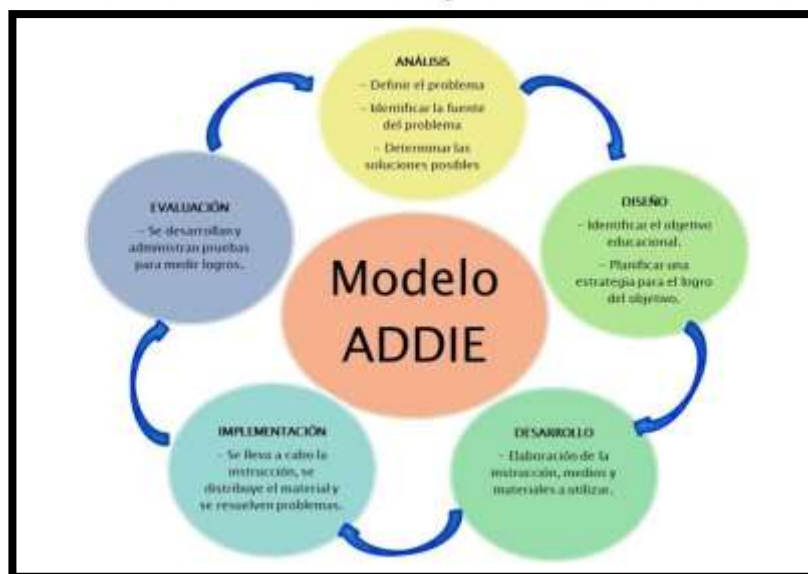 ANÁLISIS
– Definir el problema
– Identificar la fuente
del problema
– Determinar las
soluciones posibles
DISEÑO
– Identificar el objetivo
educacional.
– Planificar una
estrategia para el logro
del objetivo.
DESARROLLO
– Elaboración de la
instrucción, medios y
materiales a utilizar.
IMPLEMENTACIÓN
– Se lleva a cabo la
instrucción, se
distribuye el material y
se resuelven problemas.
EVALUACIÓN
– Se desarrollan y
administran pruebas
para medir logros.
Modelo
ADDIE